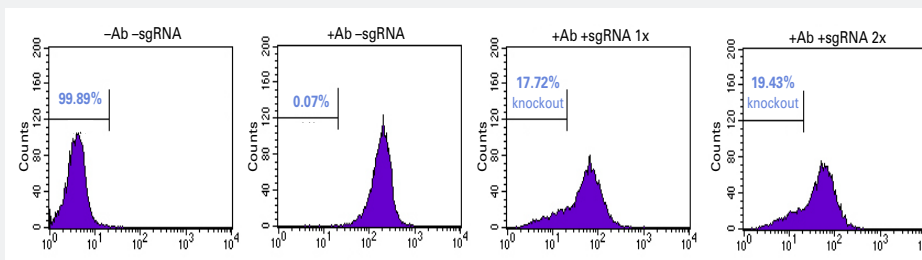 –Ab –sgRNA
200
160
120
80
40
0
Counts
99.89%
10^0 10^1 10^2 10^3 10^4
+Ab –sgRNA
200
160
120
80
40
0
Counts
0.07%
10^0 10^1 10^2 10^3 10^4
+Ab +sgRNA 1x
200
160
120
80
40
0
Counts
17.72%
knockout
10^0 10^1 10^2 10^3 10^4
+Ab +sgRNA 2x
200
160
120
80
40
0
Counts
19.43%
knockout
10^0 10^1 10^2 10^3